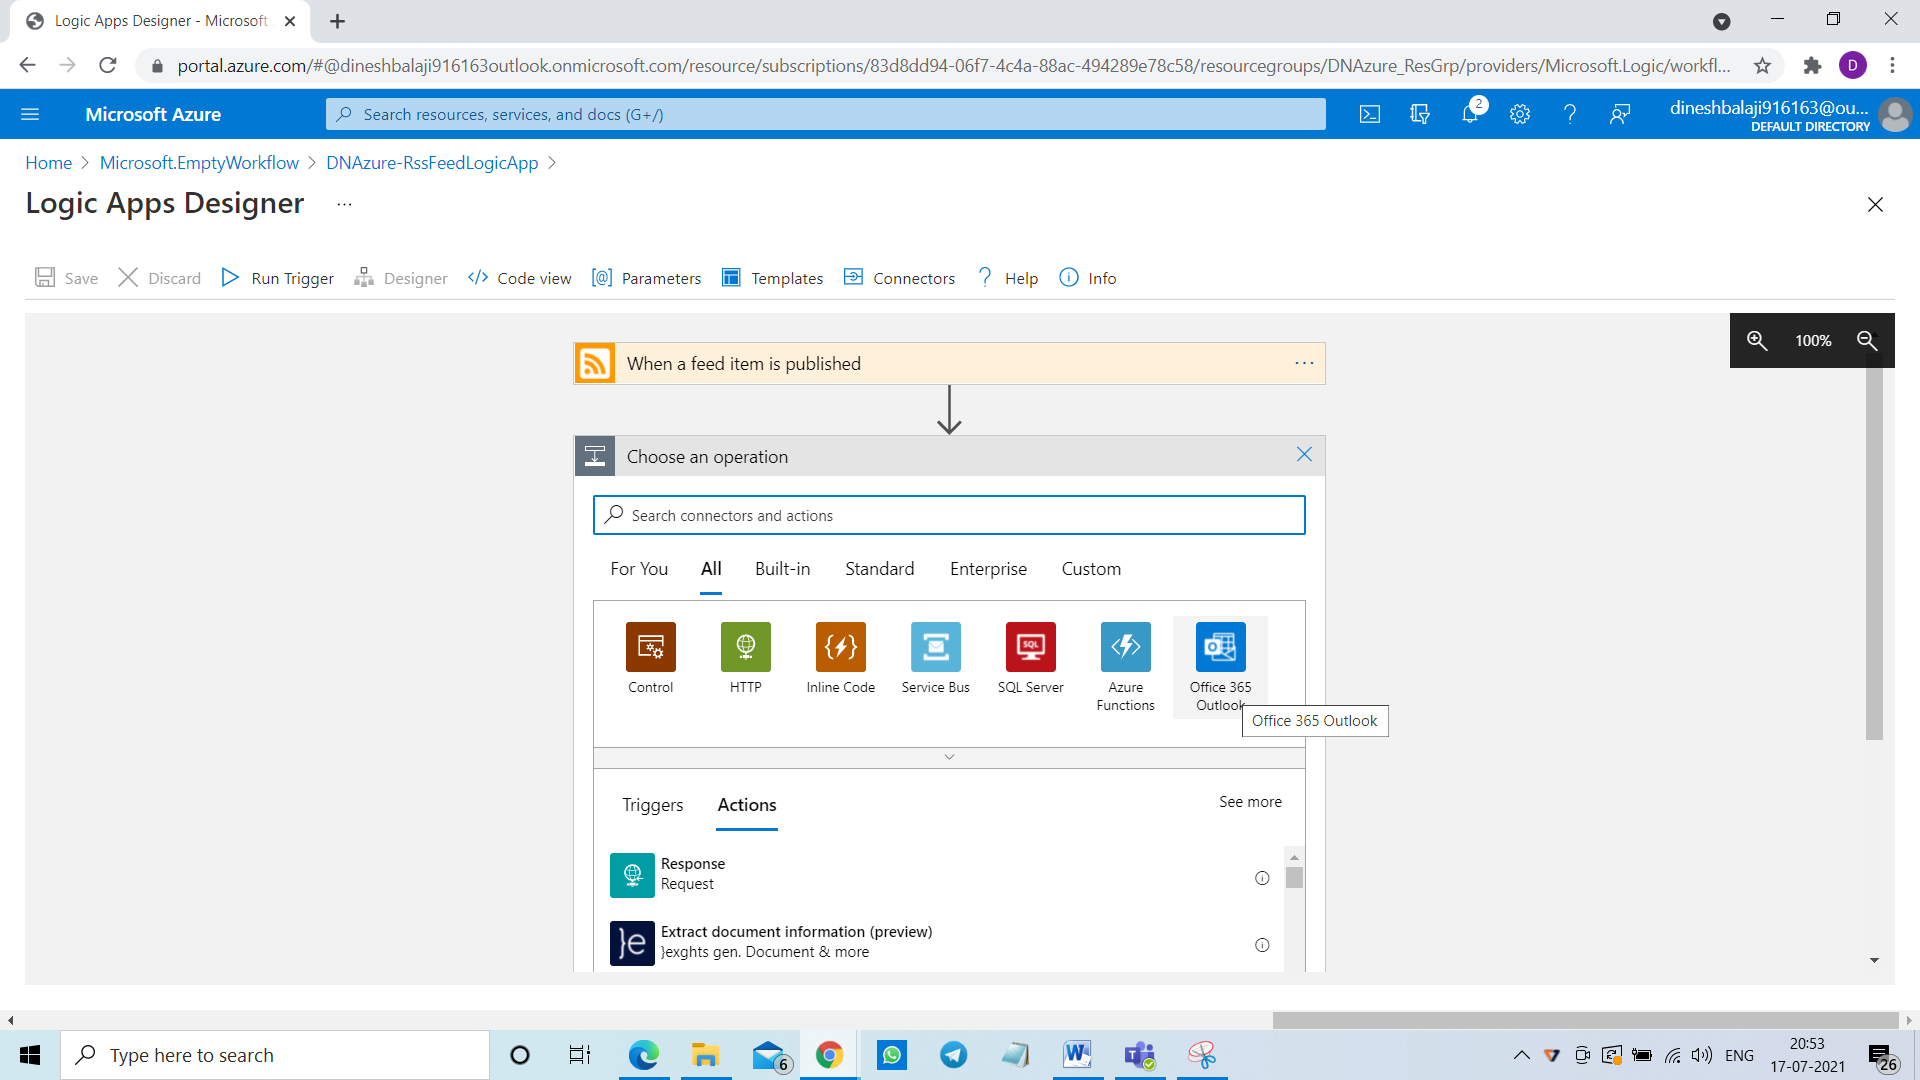 Logic Apps Designer - Microsoft
portal.azure.com/#@dineshbalaji916163outlook.onmicrosoft.com/resource/subscriptions/83d8dd94-06f7-4c4a-88ac-494289e78c58/resourcegroups/DNAzure_ResGrp/providers/Microsoft.Logic/workfl...
D
Microsoft Azure
Search resources, services, and docs (G+/)
2
dineshbalaji916163@ou...
DEFAULT DIRECTORY
Home > Microsoft.EmptyWorkflow > DNAzure-RssFeedLogicApp >
Logic Apps Designer ...
Save Discard Run Trigger Designer Code view Parameters Templates Connectors Help Info
100%
When a feed item is published
Choose an operation
Search connectors and actions
For You All Built-in Standard Enterprise Custom
SQL
Control HTTP Inline Code Service Bus SQL Server Azure Functions Office 365 Outlook
Office 365 Outlook
Triggers Actions See more
Response
Request
}e
Extract document information (preview)
}exghts gen. Document & more
Type here to search
6
ENG
20:53
17-07-2021
26